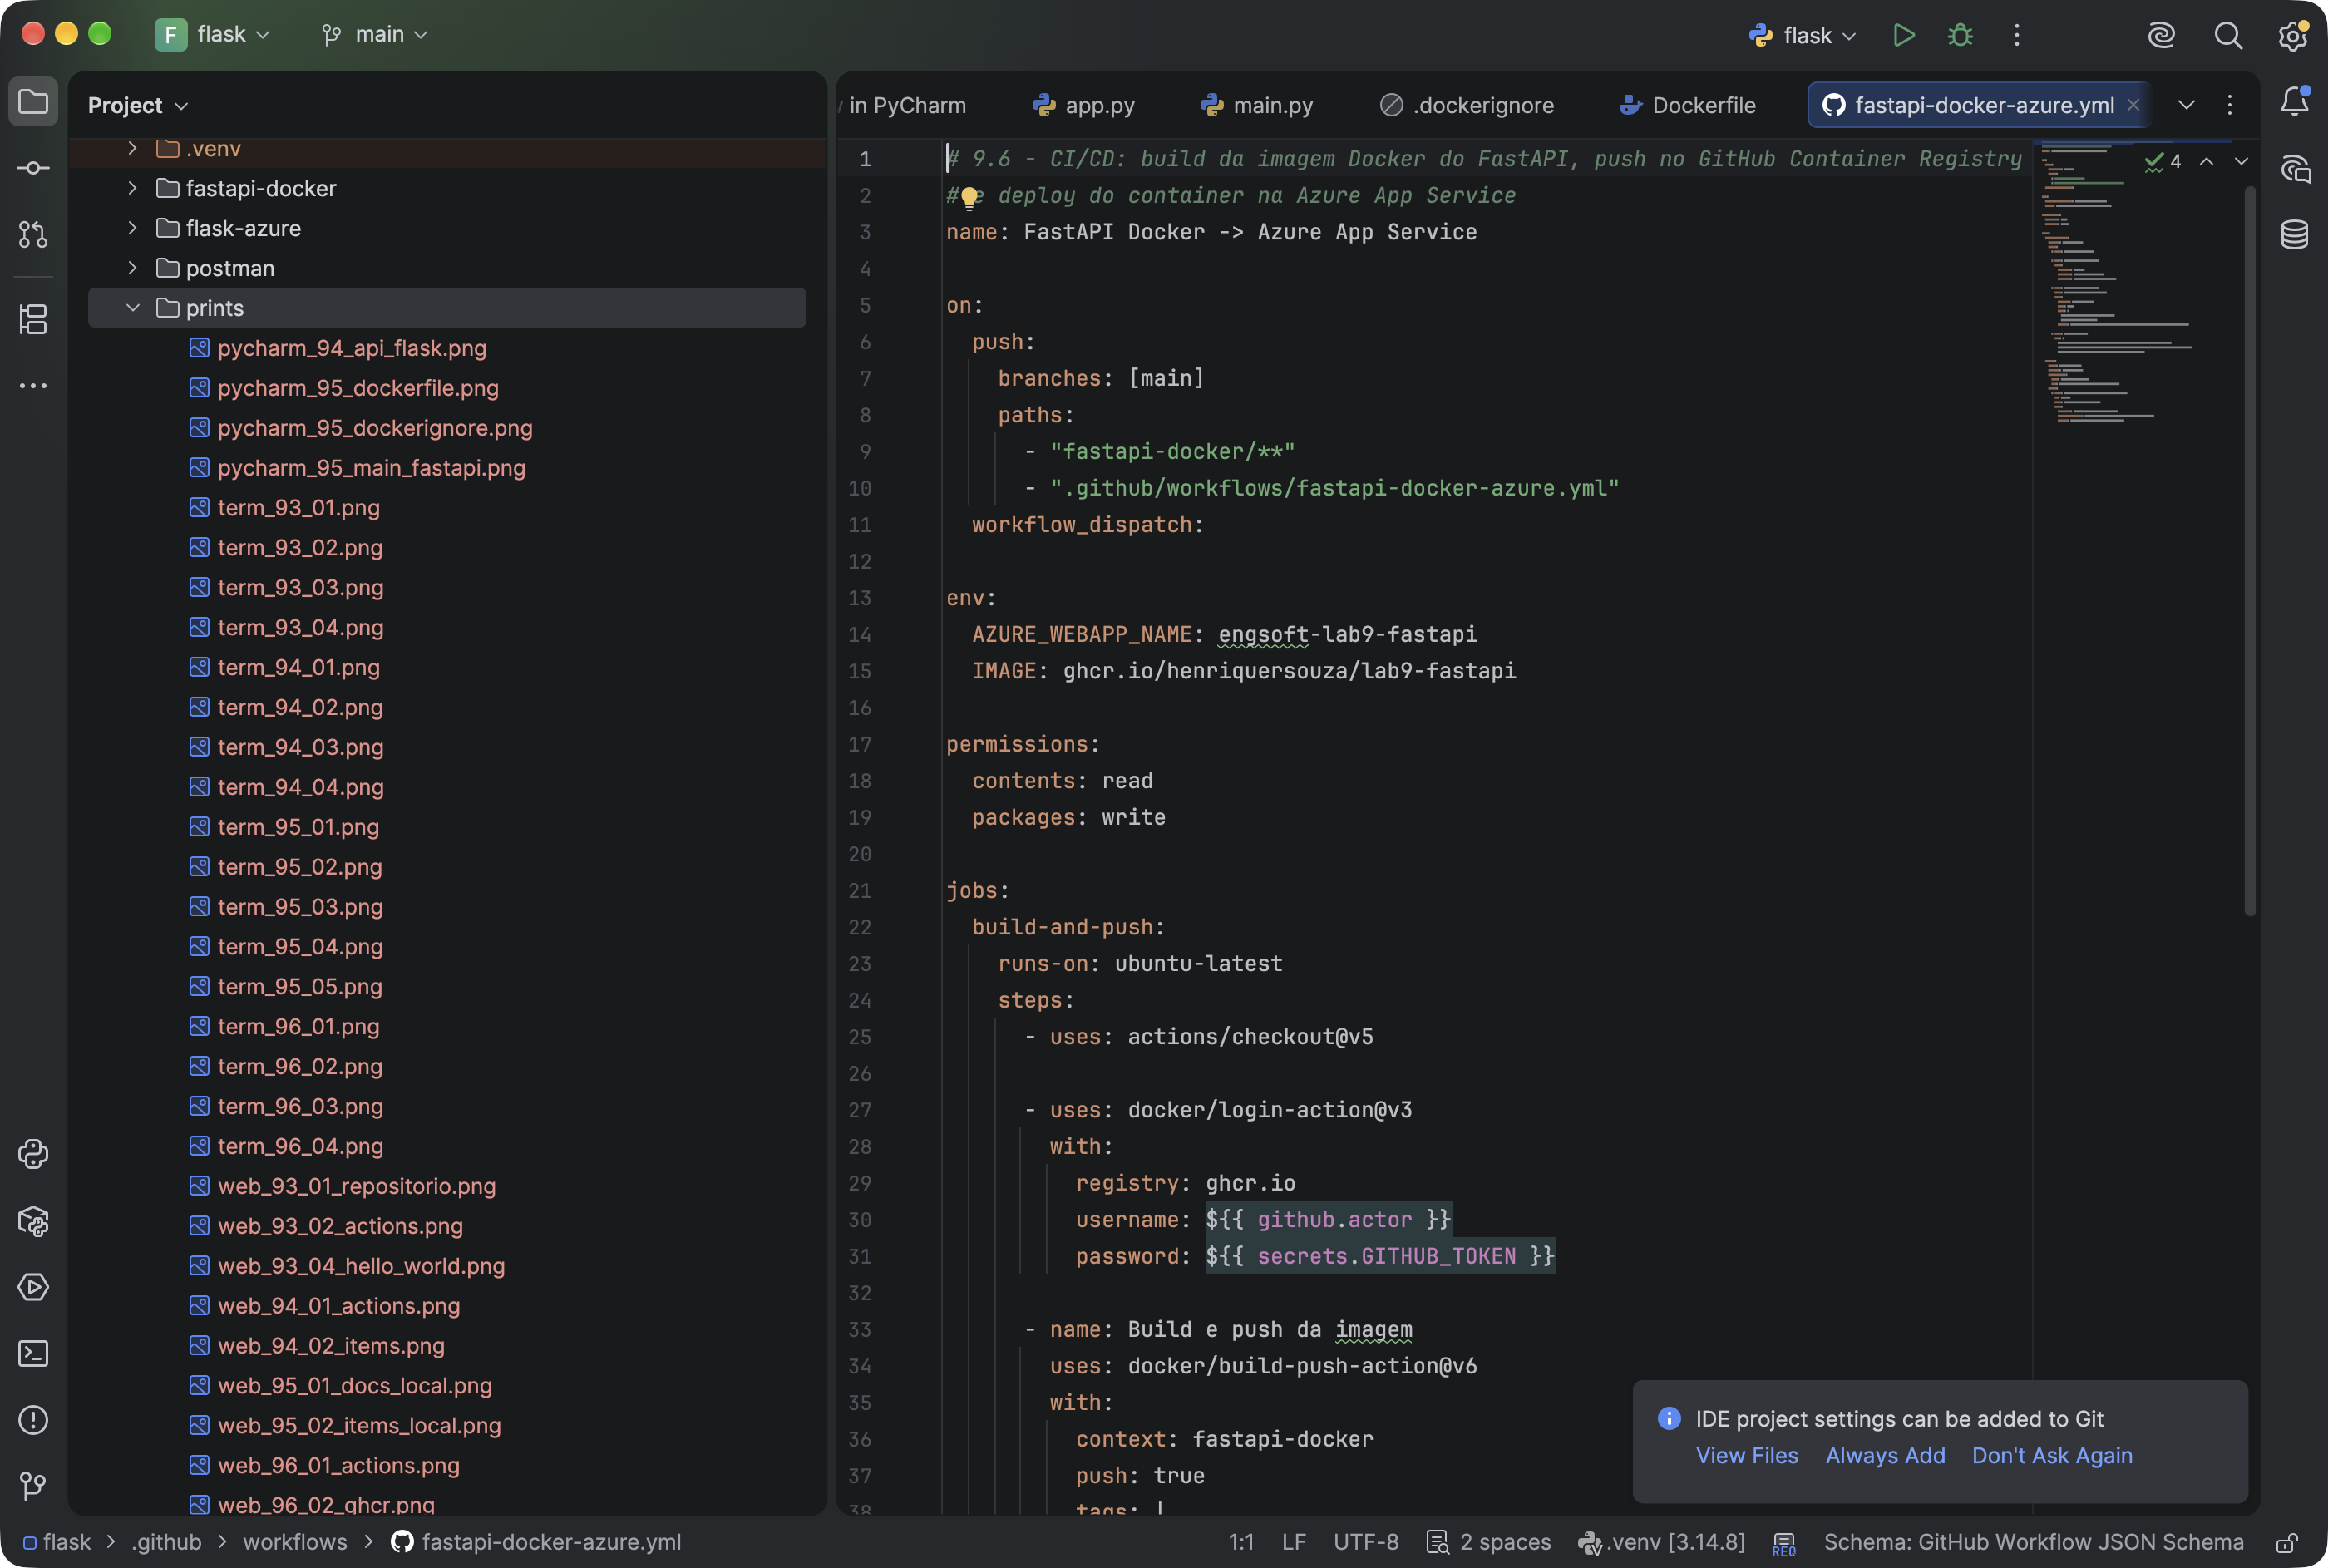 F flask main
flask
Project
in PyCharm app.py main.py .dockerignore Dockerfile fastapi-docker-azure.yml
.venv
fastapi-docker
flask-azure
postman
prints
pycharm_94_api_flask.png
pycharm_95_dockerfile.png
pycharm_95_dockerignore.png
pycharm_95_main_fastapi.png
term_93_01.png
term_93_02.png
term_93_03.png
term_93_04.png
term_94_01.png
term_94_02.png
term_94_03.png
term_94_04.png
term_95_01.png
term_95_02.png
term_95_03.png
term_95_04.png
term_95_05.png
term_96_01.png
term_96_02.png
term_96_03.png
term_96_04.png
web_93_01_repositorio.png
web_93_02_actions.png
web_93_04_hello_world.png
web_94_01_actions.png
web_94_02_items.png
web_95_01_docs_local.png
web_95_02_items_local.png
web_96_01_actions.png
web_96_02_ghcr.png
4
1 # 9.6 - CI/CD: build da imagem Docker do FastAPI, push no GitHub Container Registry
2 # e deploy do container na Azure App Service
3 name: FastAPI Docker -> Azure App Service
4
5 on:
6 push:
7 branches: [main]
8 paths:
9 - "fastapi-docker/**"
10 - ".github/workflows/fastapi-docker-azure.yml"
11 workflow_dispatch:
12
13 env:
14 AZURE_WEBAPP_NAME: engsoft-lab9-fastapi
15 IMAGE: ghcr.io/henriquersouza/lab9-fastapi
16
17 permissions:
18 contents: read
19 packages: write
20
21 jobs:
22 build-and-push:
23 runs-on: ubuntu-latest
24 steps:
25 - uses: actions/checkout@v5
26
27 - uses: docker/login-action@v3
28 with:
29 registry: ghcr.io
30 username: ${{ github.actor }}
31 password: ${{ secrets.GITHUB_TOKEN }}
32
33 - name: Build e push da imagem
34 uses: docker/build-push-action@v6
35 with:
36 context: fastapi-docker
37 push: true
38 tags: |
IDE project settings can be added to Git
View Files Always Add Don't Ask Again
flask > .github > workflows > fastapi-docker-azure.yml
1:1 LF UTF-8 2 spaces .venv [3.14.8] REQ Schema: GitHub Workflow JSON Schema